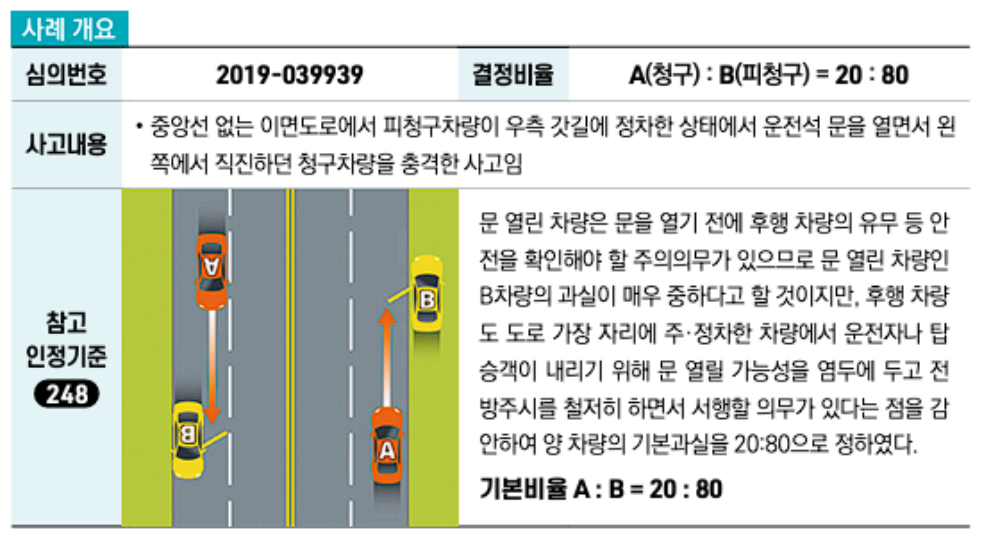 사례 개요
심의번호
2019-039939
결정비율
A(청구) : B(피청구) = 20 : 80
사고내용
• 중앙선 없는 이면도로에서 피청구차량이 우측 갓길에 정차한 상태에서 운전석 문을 열면서 왼
쪽에서 직진하던 청구차량을 충격한 사고임
참고
인정기준
248
A
B
B
A
문 열린 차량은 문을 열기 전에 후행 차량의 유무 등 안
전을 확인해야 할 주의의무가 있으므로 문 열린 차량인
B차량의 과실이 매우 중하다고 할 것이지만, 후행 차량
도 도로 가장 자리에 주·정차한 차량에서 운전자나 탑
승객이 내리기 위해 문 열릴 가능성을 염두에 두고 전
방주시를 철저히 하면서 서행할 의무가 있다는 점을 감
안하여 양 차량의 기본과실을 20:80으로 정하였다.
기본비율 A : B = 20 : 80